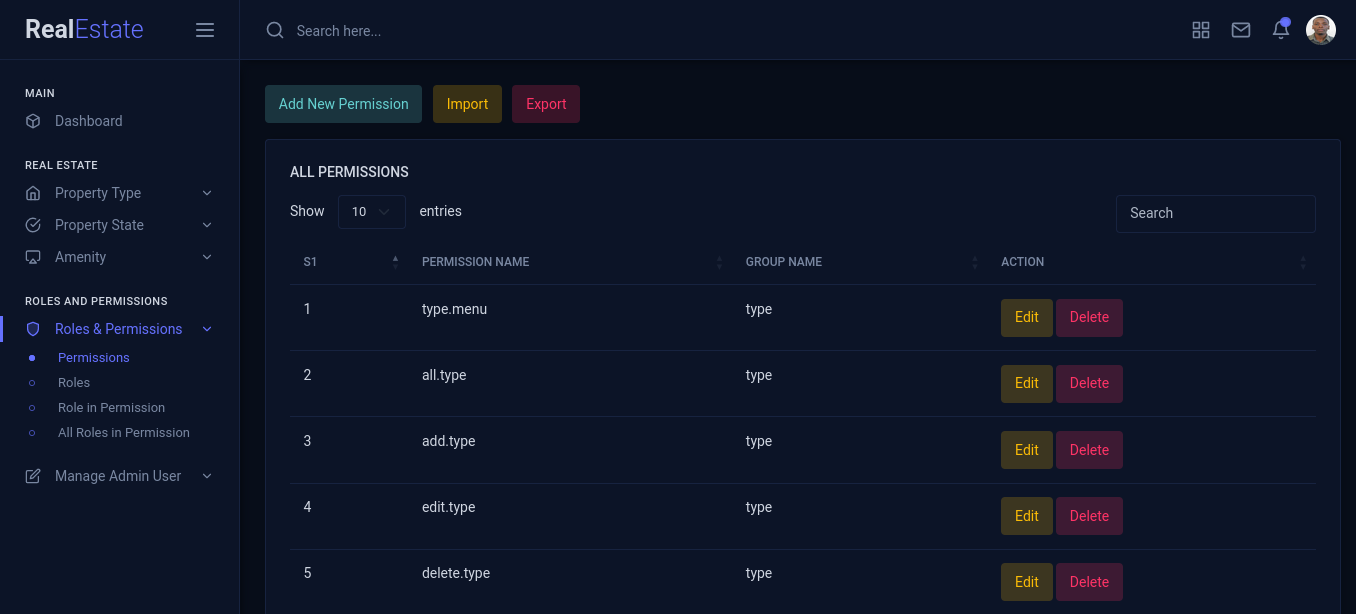 RealEstate
Search here...
MAIN
Dashboard
REAL ESTATE
Property Type
Property State
Amenity
ROLES AND PERMISSIONS
Roles & Permissions
Permissions
Roles
Role in Permission
All Roles in Permission
Manage Admin User
Add New Permission Import Export
ALL PERMISSIONS
Show 10 entries
Search
S1 PERMISSION NAME GROUP NAME ACTION
1 type.menu type Edit Delete
2 all.type type Edit Delete
3 add.type type Edit Delete
4 edit.type type Edit Delete
5 delete.type type Edit Delete